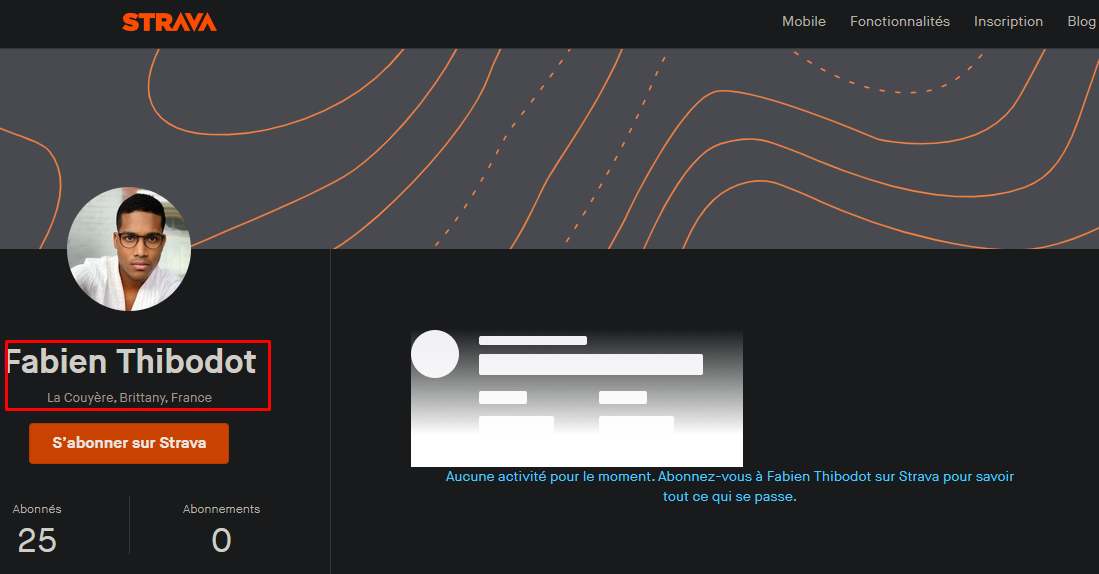 STRAVA
Mobile Fonctionnalités Inscription Blog
Fabien Thibodot
La Couyère, Brittany, France
S'abonner sur Strava
Abonnés Abonnements
25 0
Aucune activité pour le moment. Abonnez-vous à Fabien Thibodot sur Strava pour savoir
tout ce qui se passe.